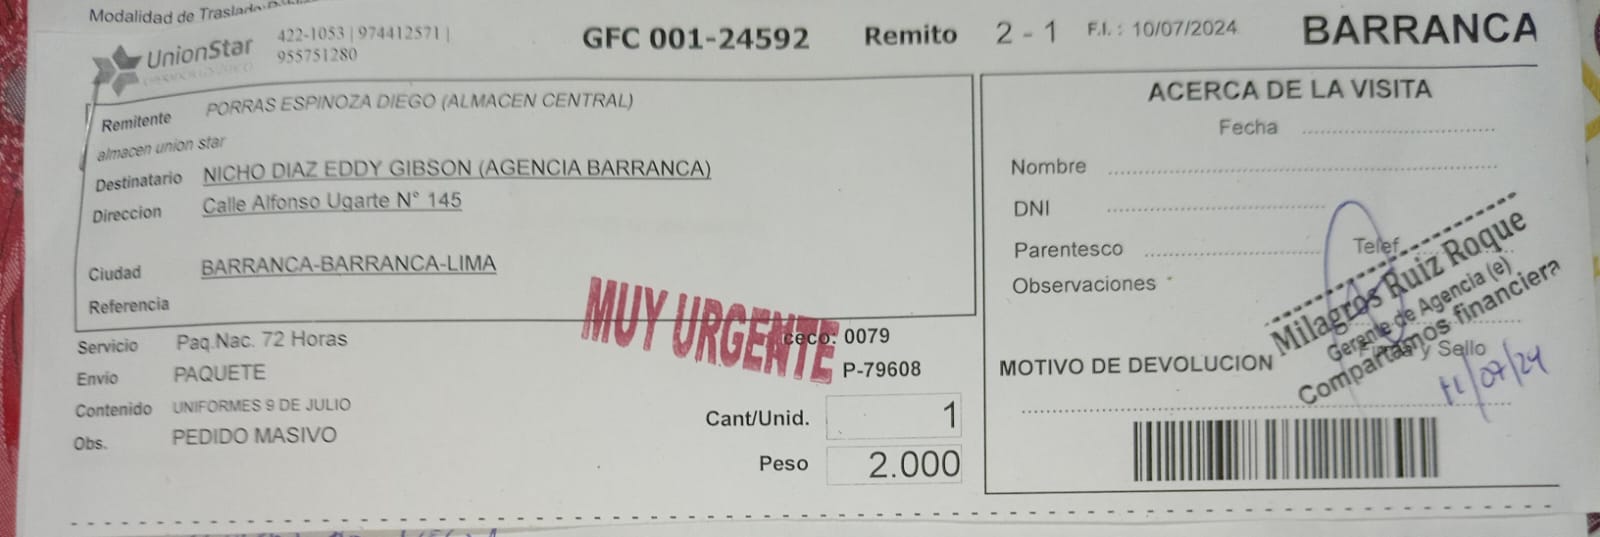 Modalidad de Traslado
UnionStar
422-1053 | 974412571 |
955751280
GFC 001-24592 Remito 2 - 1 F.I. : 10/07/2024 BARRANCA
Remitente PORRAS ESPINOZA DIEGO (ALMACEN CENTRAL)
almacen union star
Destinatario NICHO DIAZ EDDY GIBSON (AGENCIA BARRANCA)
Direccion Calle Alfonso Ugarte N° 145
Ciudad BARRANCA-BARRANCA-LIMA
Referencia
Servicio Paq.Nac. 72 Horas
Envio PAQUETE
Contenido UNIFORMES 9 DE JULIO
Obs. PEDIDO MASIVO
MUY URGENTE
ceco: 0079
P-79608
Cant/Unid. 1
Peso 2.000
ACERCA DE LA VISITA
Fecha
Nombre
DNI
Parentesco Telef.
Observaciones
Milagros Ruiz Roque
Gerente de Agencia (e)
Compartamos financiera
Firma y Sello
MOTIVO DE DEVOLUCION
11/07/24